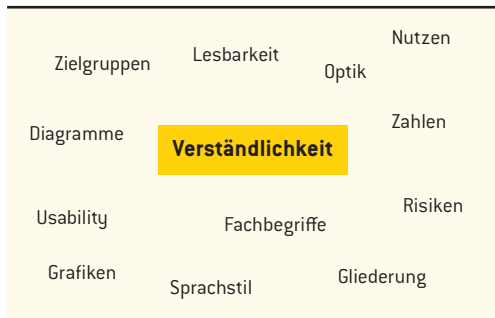 Nutzen
Lesbarkeit
Zielgruppen
Optik
Zahlen
Diagramme
Verständlichkeit
Risiken
Usability
Fachbegriffe
Grafiken
Gliederung
Sprachstil